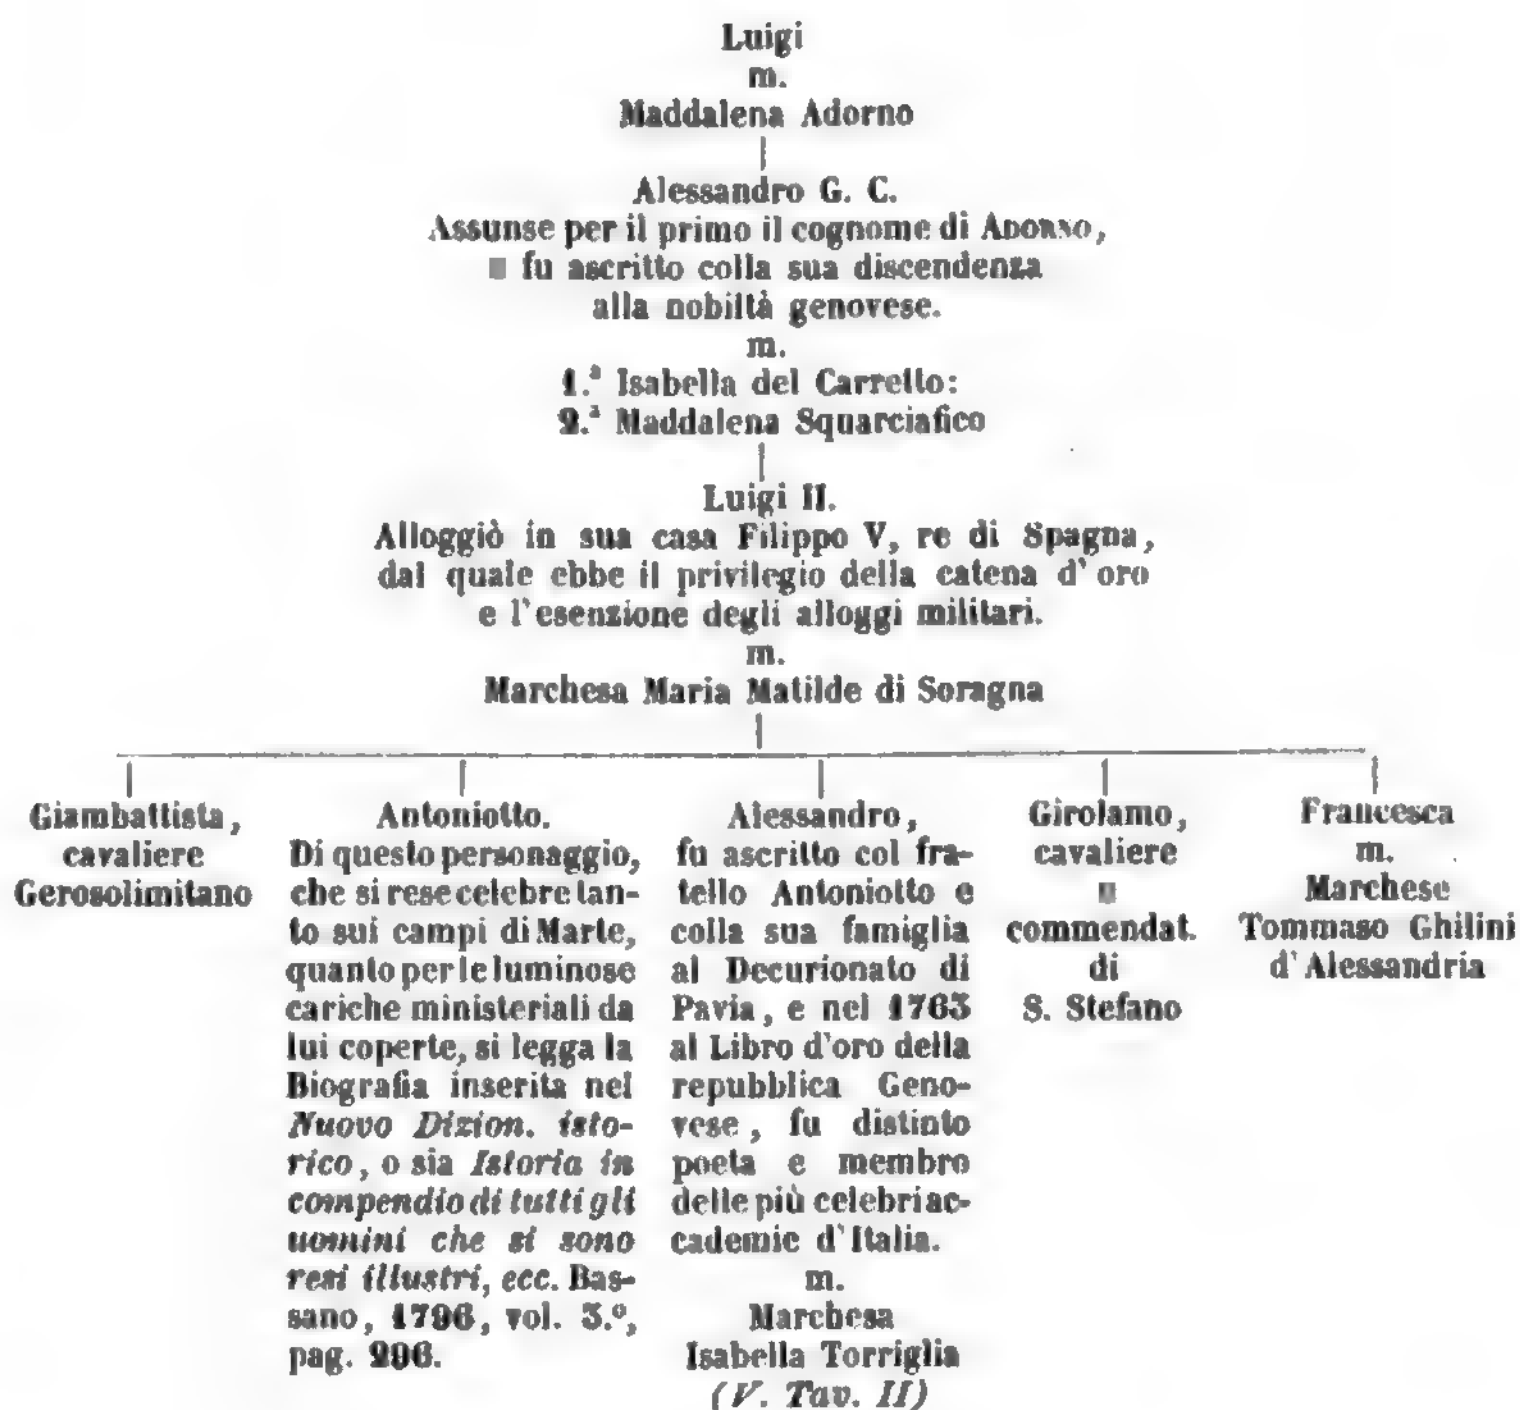 Luigi
m.
Maddalena Adorno
Alessandro G. C.
Assunse per il primo il cognome di ADORNO,
fu ascritto colla sua discendenza
alla nobiltà genovese.
m.
1.ª Isabella del Carretto:
2.ª Maddalena Squarciafico
Luigi II.
Alloggiò in sua casa Filippo V, re di Spagna,
dal quale ebbe il privilegio della catena d'oro
e l'esenzione degli alloggi militari.
m.
Marchesa Maria Matilde di Soragna
Giambattista,
cavaliere
Gerosolimitano
Antoniotto.
Di questo personaggio,
che si rese celebre tan-
to sui campi di Marte,
quanto per le luminose
cariche ministeriali da
lui coperte, si legga la
Biografia inserita nel
Nuovo Dizion. isto-
rico, o sia Istoria in
compendio di tutti gli
uomini che si sono
resi illustri, ecc. Bas-
sano, 1796, vol. 3.º,
pag. 296.
Alessandro,
fu ascritto col fra-
tello Antoniotto e
colla sua famiglia
al Decurionato di
Pavia, e nel 1763
al Libro d'oro della
repubblica Geno-
vese, fu distinto
poeta e membro
delle più celebri ac-
cademie d'Italia.
m.
Marchesa
Isabella Torriglia
(V. Tav. II)
Girolamo,
cavaliere
commendat.
di
S. Stefano
Francesca
m.
Marchese
Tommaso Ghilini
d'Alessandria